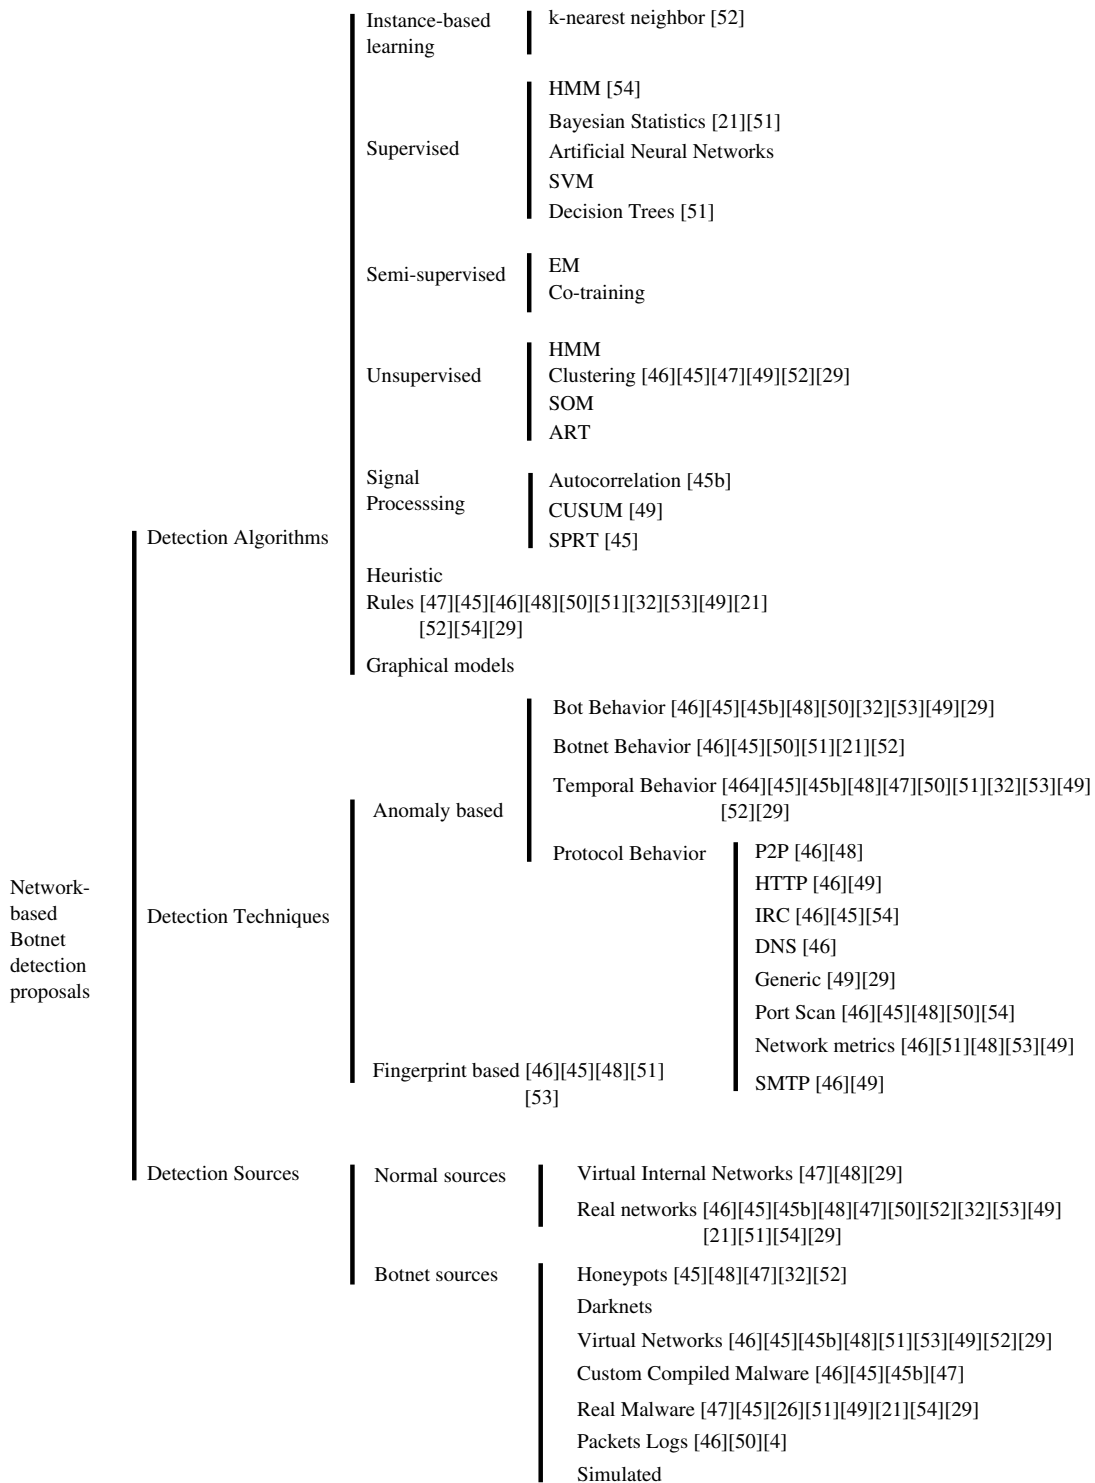 Instance-based
learning
k-nearest neighbor [52]
Supervised
HMM [54]
Bayesian Statistics [21][51]
Artificial Neural Networks
SVM
Decision Trees [51]
Semi-supervised
EM
Co-training
Unsupervised
HMM
Clustering [46][45][47][49][52][29]
SOM
ART
Signal
Processsing
Autocorrelation [45b]
CUSUM [49]
SPRT [45]
Detection Algorithms
Heuristic
Rules [47][45][46][48][50][51][32][53][49][21]
[52][54][29]
Graphical models
Bot Behavior [46][45][45b][48][50][32][53][49][29]
Botnet Behavior [46][45][50][51][21][52]
Temporal Behavior [464][45][45b][48][47][50][51][32][53][49]
[52][29]
Anomaly based
Protocol Behavior
P2P [46][48]
HTTP [46][49]
IRC [46][45][54]
DNS [46]
Generic [49][29]
Port Scan [46][45][48][50][54]
Network metrics [46][51][48][53][49]
SMTP [46][49]
Network-
based
Botnet
detection
proposals
Detection Techniques
Fingerprint based [46][45][48][51]
[53]
Detection Sources
Normal sources
Virtual Internal Networks [47][48][29]
Real networks [46][45][45b][48][47][50][52][32][53][49]
[21][51][54][29]
Botnet sources
Honeypots [45][48][47][32][52]
Darknets
Virtual Networks [46][45][45b][48][51][53][49][52][29]
Custom Compiled Malware [46][45][45b][47]
Real Malware [47][45][26][51][49][21][54][29]
Packets Logs [46][50][4]
Simulated